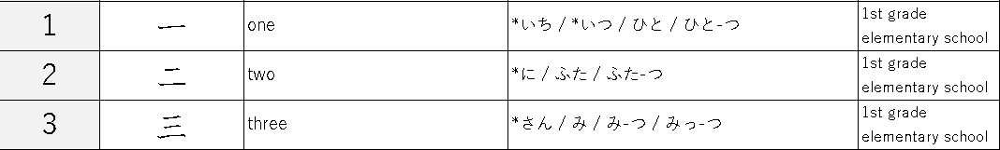 1 一 one *いち / *いつ / ひと / ひと-つ 1st grade elementary school
2 二 two *に / ふた / ふた-つ 1st grade elementary school
3 三 three *さん / み / み-つ / みっ-つ 1st grade elementary school